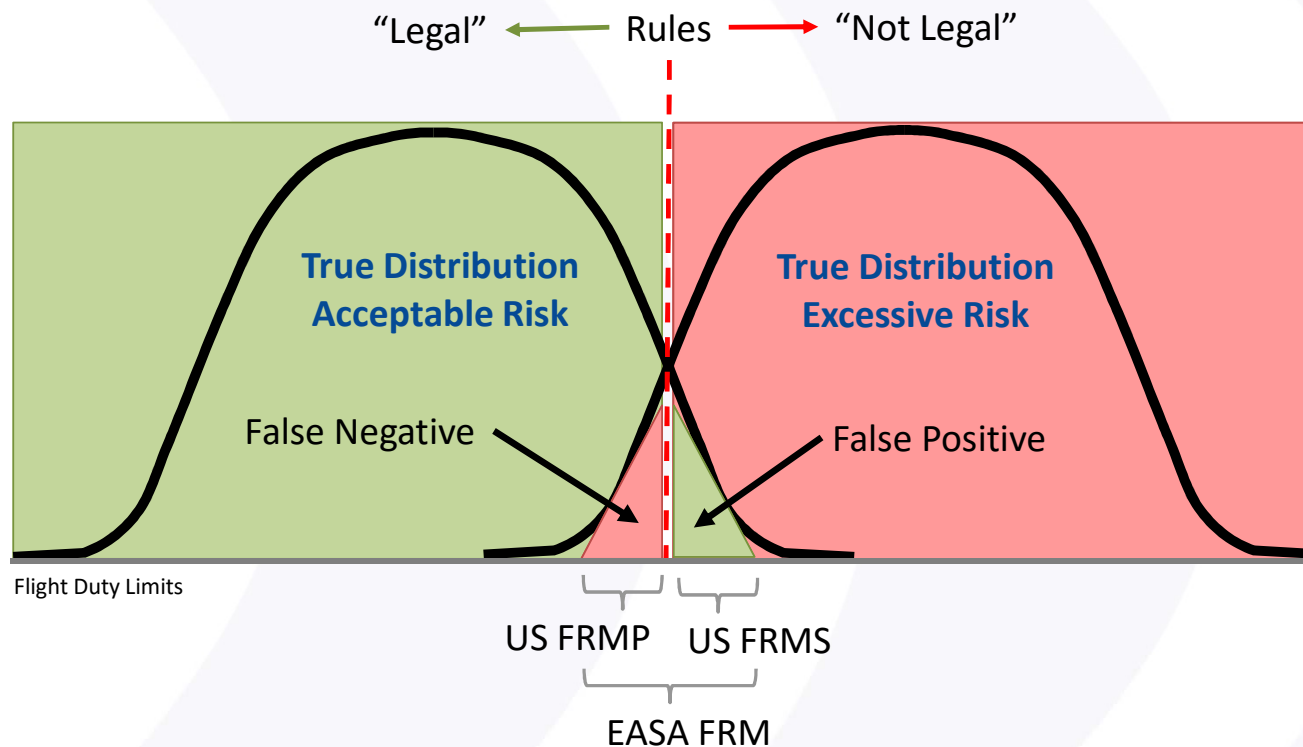 “Legal” Rules “Not Legal”
True Distribution
Acceptable Risk
True Distribution
Excessive Risk
False Negative
False Positive
Flight Duty Limits
US FRMP US FRMS
EASA FRM